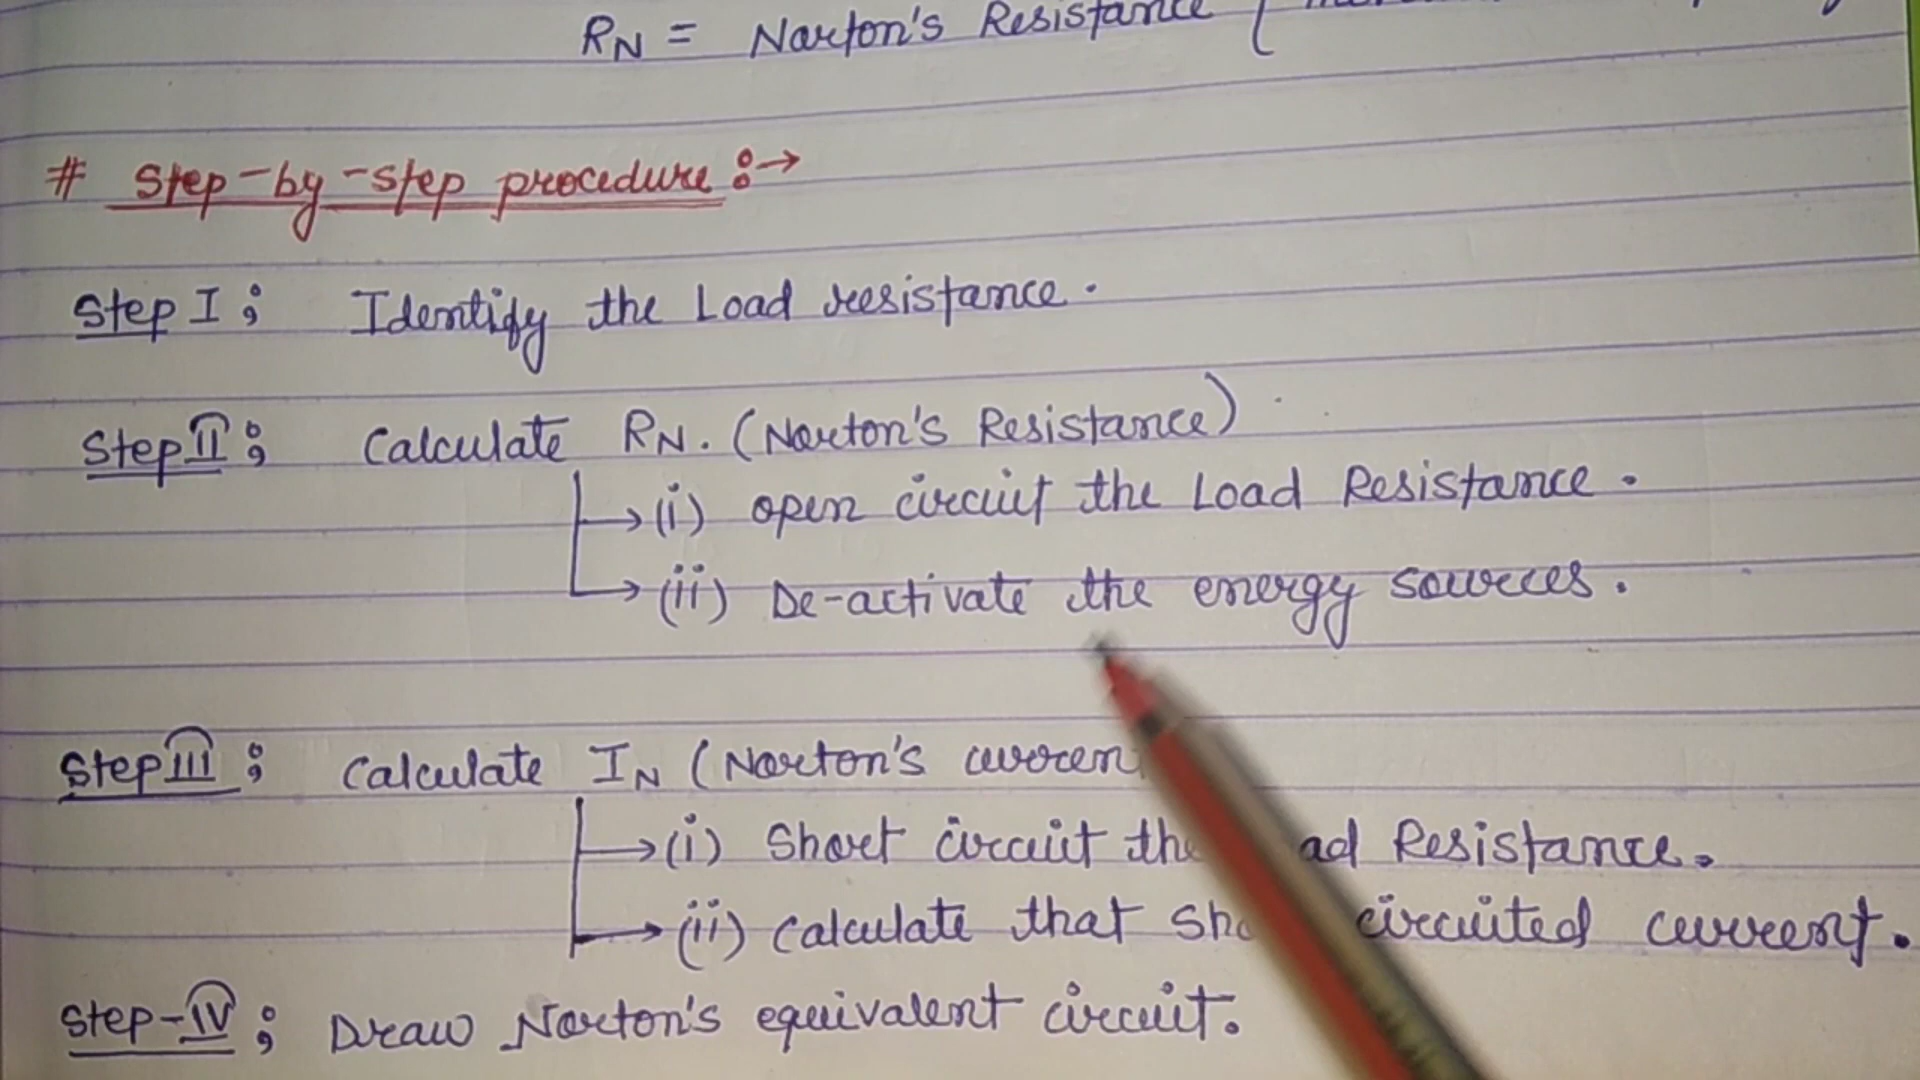 RN = Norton's Resistance (
# Step-by-step procedure :→
Step I : Identify the Load resistance.
Step II : Calculate RN. (Norton's Resistance)
→ (i) open circuit the Load Resistance.
→ (ii) De-activate the energy sources.
Step III : Calculate IN (Norton's curren
→ (i) Short circuit the ad Resistance.
→ (ii) Calculate that Sho circuited current.
Step-IV : Draw Norton's equivalent circuit.